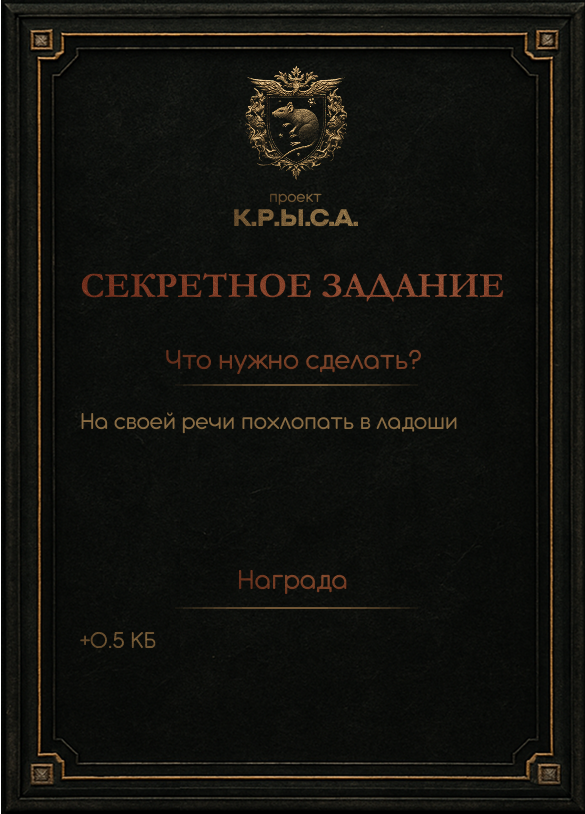 проект
К.Р.Ы.С.А.
СЕКРЕТНОЕ ЗАДАНИЕ
Что нужно сделать?
На своей речи похлопать в ладоши
Награда
+0.5 КБ